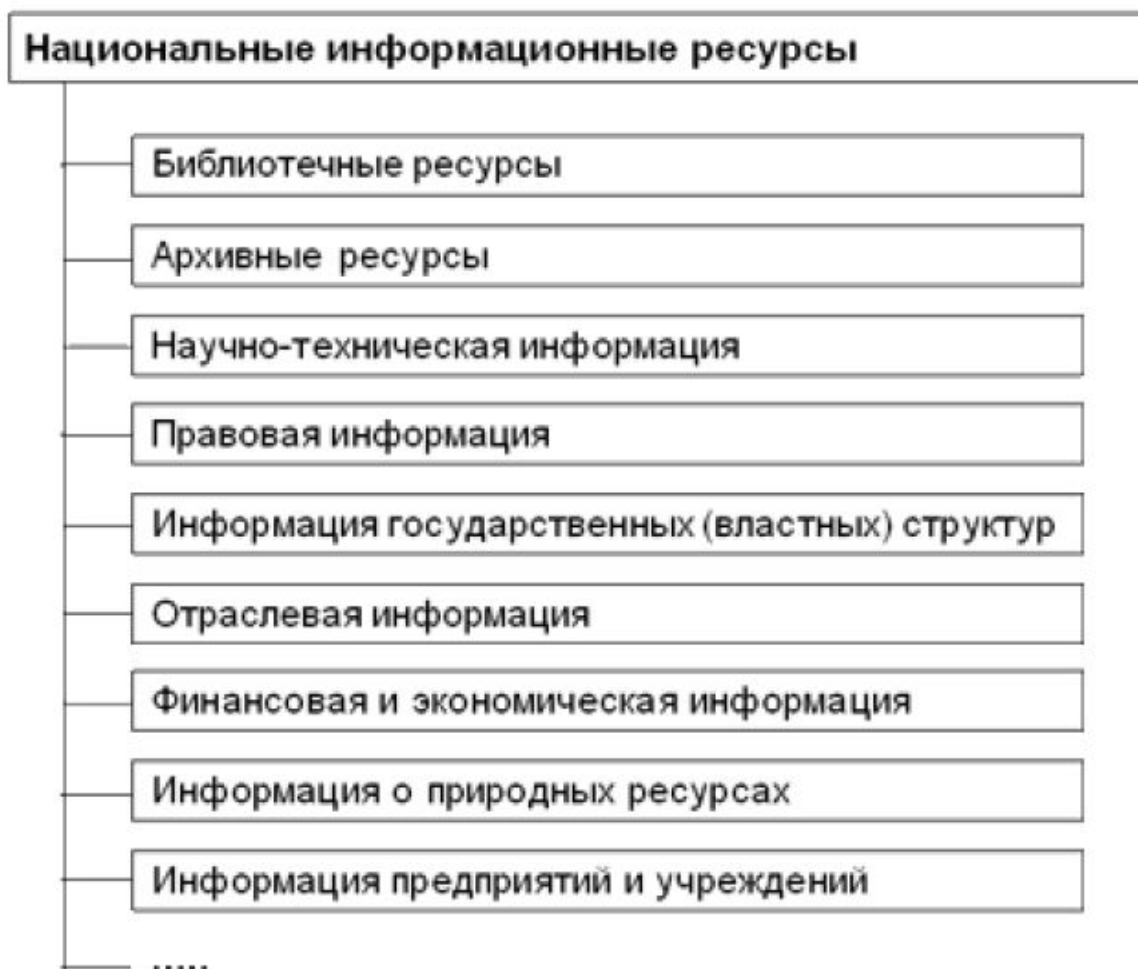 Национальные информационные ресурсы
Библиотечные ресурсы
Архивные ресурсы
Научно-техническая информация
Правовая информация
Информация государственных (властных) структур
Отраслевая информация
Финансовая и экономическая информация
Информация о природных ресурсах
Информация предприятий и учреждений
.....